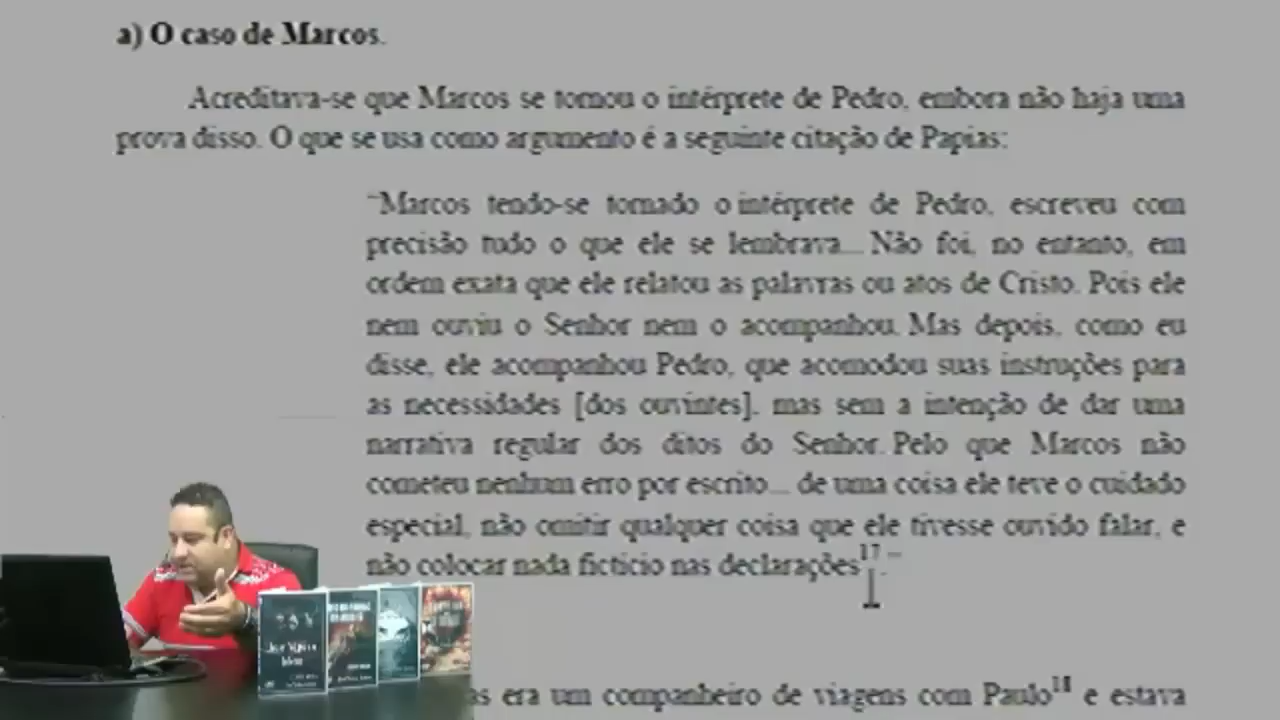 a) O caso de Marcos.
Acreditava-se que Marcos se tornou o intérprete de Pedro, embora não haja uma
prova disso. O que se usa como argumento é a seguinte citação de Papias:
“Marcos tendo-se tornado o intérprete de Pedro, escreveu com
precisão tudo o que ele se lembrava... Não foi, no entanto, em
ordem exata que ele relatou as palavras ou atos de Cristo. Pois ele
nem ouviu o Senhor nem o acompanhou. Mas depois, como eu
disse, ele acompanhou Pedro, que acomodou suas instruções para
as necessidades [dos ouvintes], mas sem a intenção de dar uma
narrativa regular dos ditos do Senhor. Pelo que Marcos não
cometeu nenhum erro por escrito... de uma coisa ele teve o cuidado
especial, não omitir qualquer coisa que ele tivesse ouvido falar, e
não colocar nada fictício nas declarações17.”
as era um companheiro de viagens com Paulo18 e estava